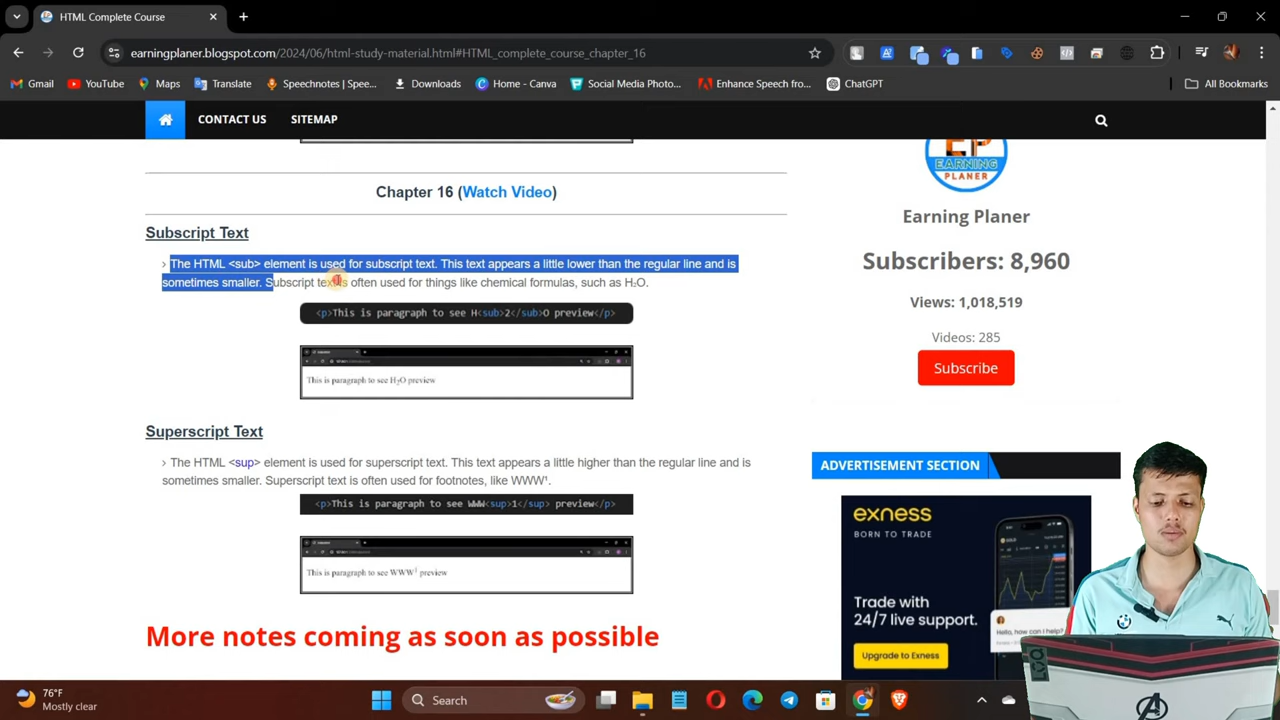 HTML Complete Course
earningplaner.blogspot.com/2024/06/html-study-material.html#HTML_complete_course_chapter_16
Gmail YouTube Maps Translate Speechnotes | Spee... Downloads Home - Canva Social Media Photo... Enhance Speech fro... ChatGPT All Bookmarks
CONTACT US SITEMAP
EP
EARNING
PLANER
Chapter 16 (Watch Video)
Earning Planer
Subscribers: 8,960
Views: 1,018,519
Videos: 285
Subscribe
Subscript Text
› The HTML <sub> element is used for subscript text. This text appears a little lower than the regular line and is
sometimes smaller. Subscript text is often used for things like chemical formulas, such as H₂O.
<p>This is paragraph to see H<sub>2</sub>O preview</p>
This is paragraph to see H₂O preview
Superscript Text
› The HTML <sup> element is used for superscript text. This text appears a little higher than the regular line and is
sometimes smaller. Superscript text is often used for footnotes, like WWW¹.
<p>This is paragraph to see WWW<sup>1</sup> preview</p>
This is paragraph to see WWW¹ preview
More notes coming as soon as possible
ADVERTISEMENT SECTION
exness
BORN TO TRADE
Trade with
24/7 live support.
Hello, how can I help?
Upgrade to Exness
76°F
Mostly clear
Search